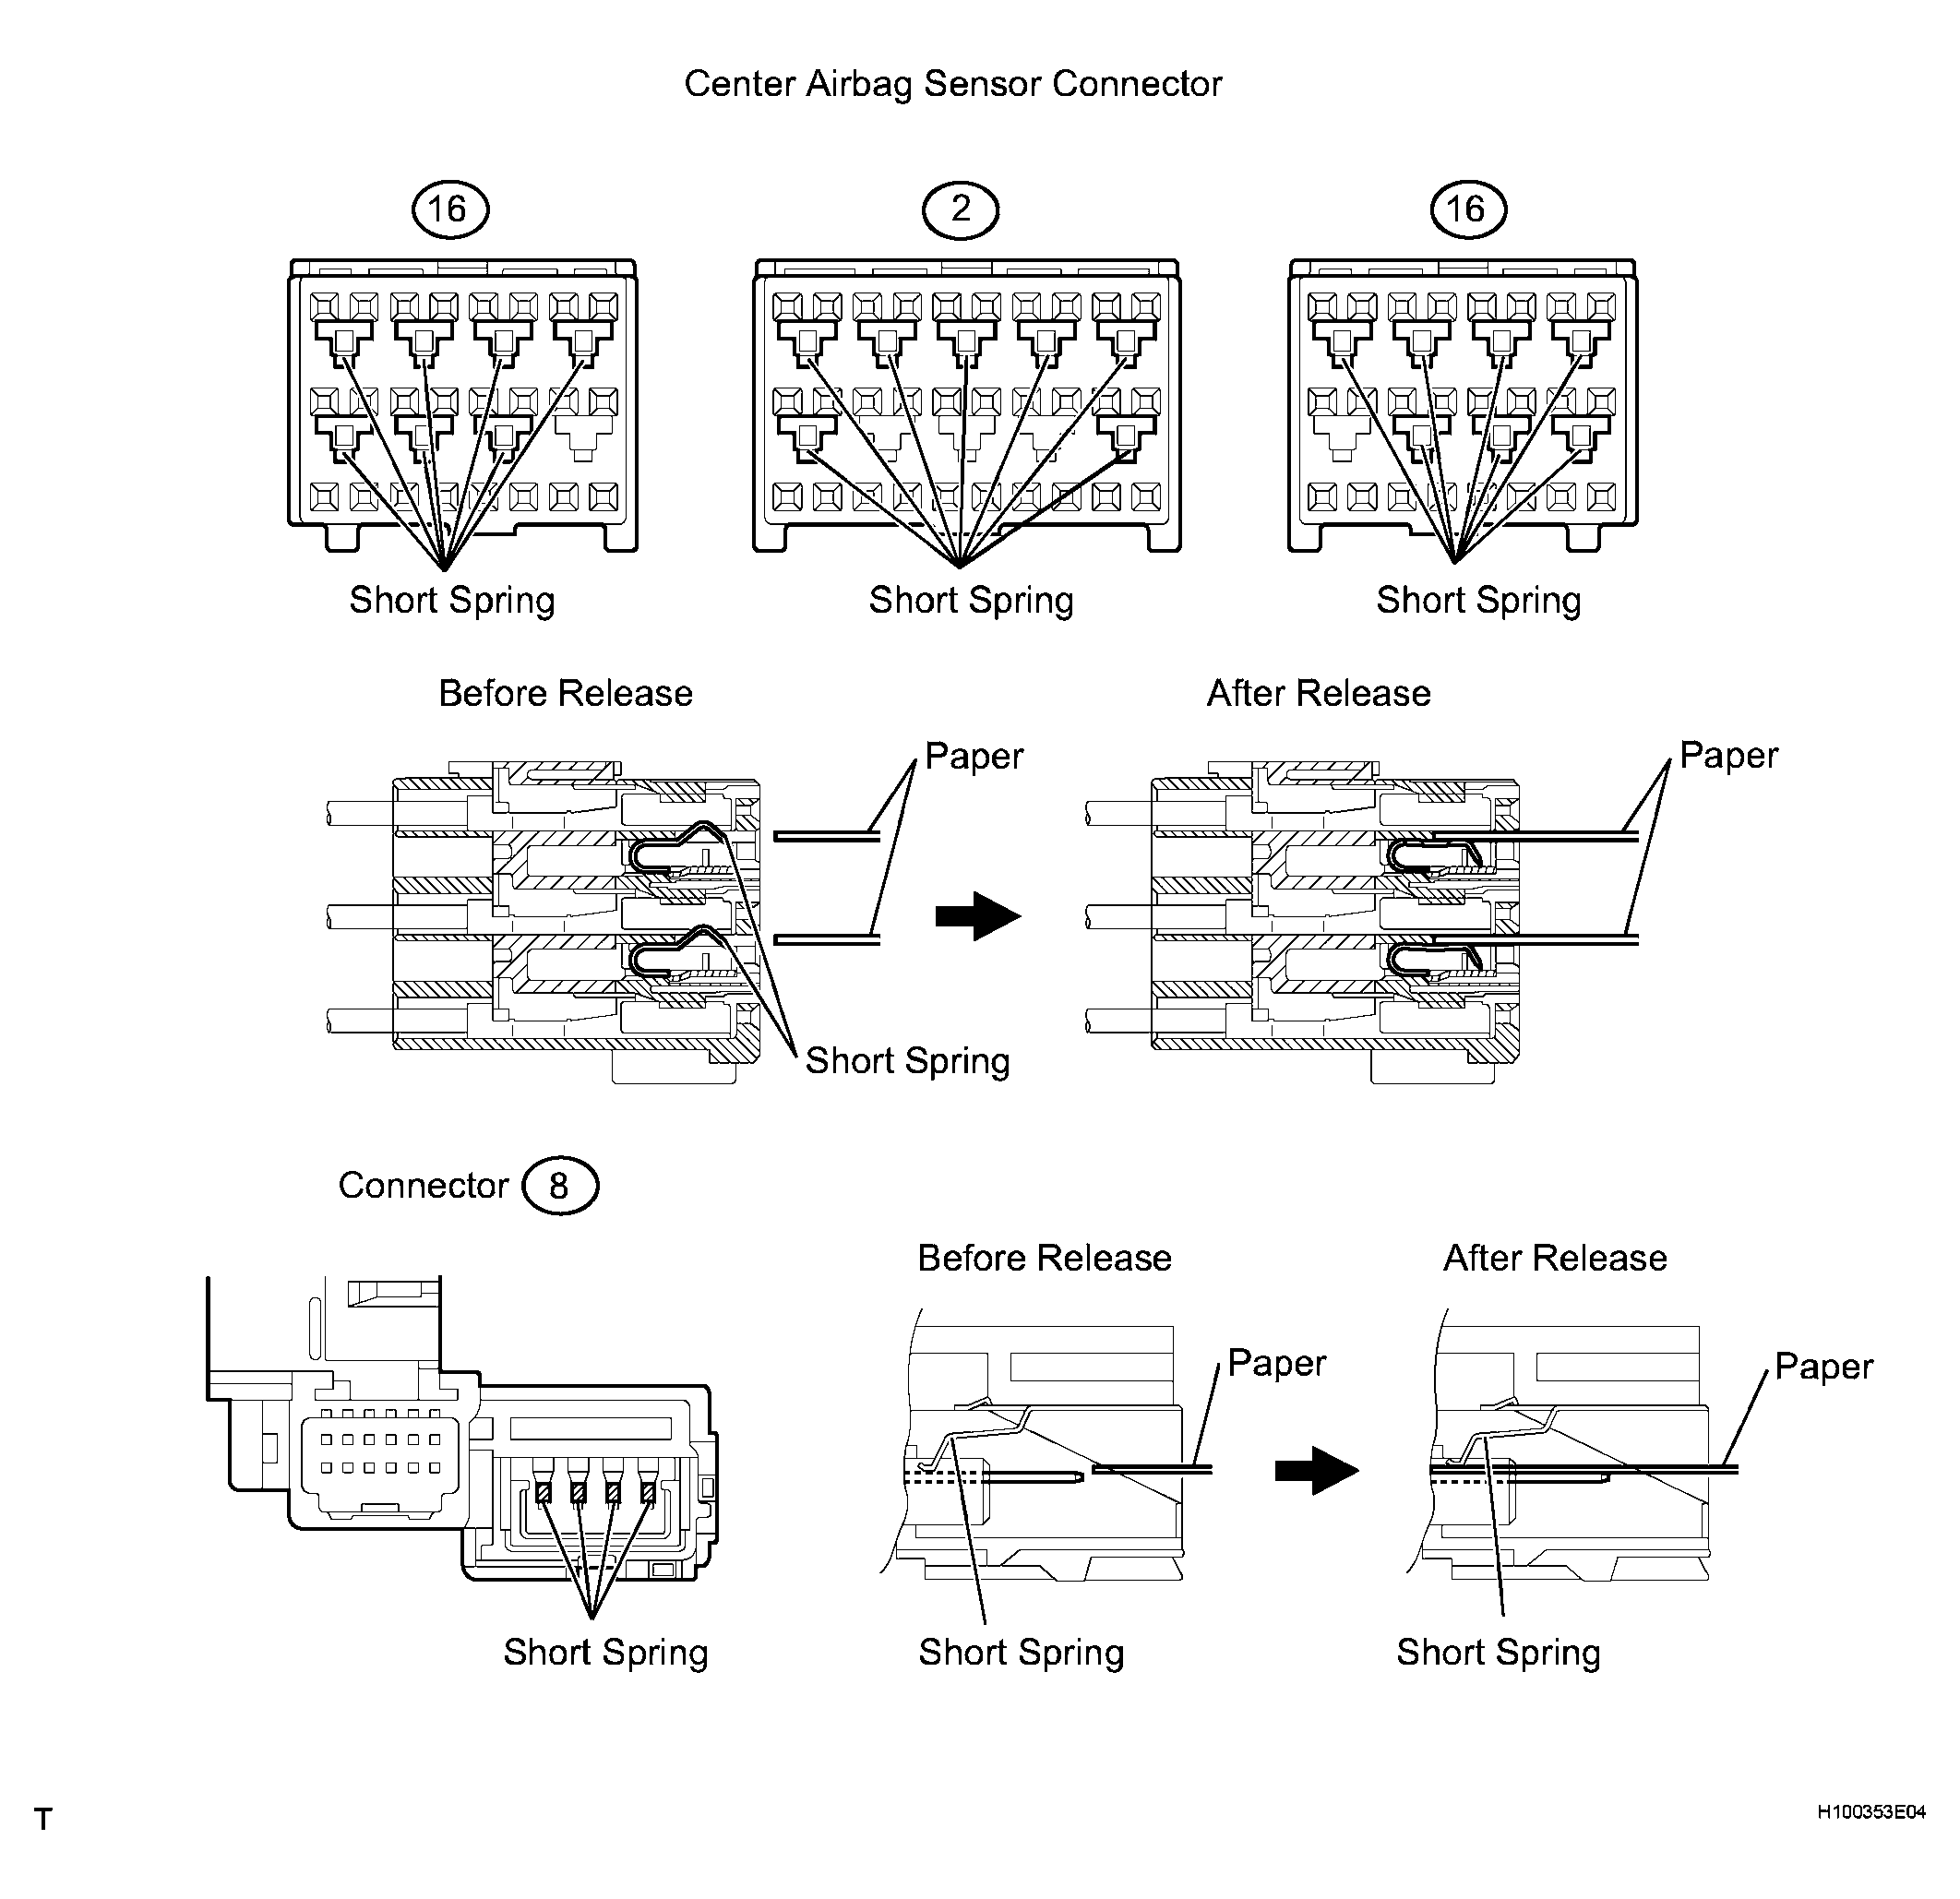 Center Airbag Sensor Connector
16 2 16
Short Spring Short Spring Short Spring
Before Release After Release
Paper Paper
Short Spring
Connector 8
Before Release After Release
Paper Paper
Short Spring Short Spring Short Spring
T H100353E04